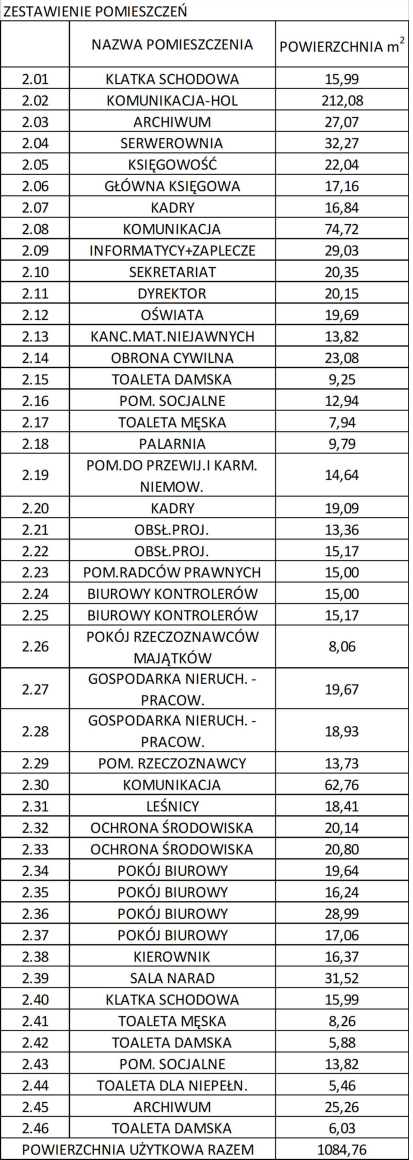 ZESTAWIENIE POMIESZCZEŃ
NAZWA POMIESZCZENIA POWIERZCHNIA m²
2.01 KLATKA SCHODOWA 15,99
2.02 KOMUNIKACJA-HOL 212,08
2.03 ARCHIWUM 27,07
2.04 SERWEROWNIA 32,27
2.05 KSIĘGOWOŚĆ 22,04
2.06 GŁÓWNA KSIĘGOWA 17,16
2.07 KADRY 16,84
2.08 KOMUNIKACJA 74,72
2.09 INFORMATYCY+ZAPLECZE 29,03
2.10 SEKRETARIAT 20,35
2.11 DYREKTOR 20,15
2.12 OŚWIATA 19,69
2.13 KANC.MAT.NIEJAWNYCH 13,82
2.14 OBRONA CYWILNA 23,08
2.15 TOALETA DAMSKA 9,25
2.16 POM. SOCJALNE 12,94
2.17 TOALETA MĘSKA 7,94
2.18 PALARNIA 9,79
2.19 POM.DO PRZEWIJ.I KARM. 14,64
NIEMOW.
2.20 KADRY 19,09
2.21 OBSŁ.PROJ. 13,36
2.22 OBSŁ.PROJ. 15,17
2.23 POM.RADCÓW PRAWNYCH 15,00
2.24 BIUROWY KONTROLERÓW 15,00
2.25 BIUROWY KONTROLERÓW 15,17
2.26 POKÓJ RZECZOZNAWCÓW 8,06
MAJĄTKÓW
2.27 GOSPODARKA NIERUCH. - 19,67
PRACOW.
2.28 GOSPODARKA NIERUCH. - 18,93
PRACOW.
2.29 POM. RZECZOZNAWCY 13,73
2.30 KOMUNIKACJA 62,76
2.31 LEŚNICY 18,41
2.32 OCHRONA ŚRODOWISKA 20,14
2.33 OCHRONA ŚRODOWISKA 20,80
2.34 POKÓJ BIUROWY 19,64
2.35 POKÓJ BIUROWY 16,24
2.36 POKÓJ BIUROWY 28,99
2.37 POKÓJ BIUROWY 17,06
2.38 KIEROWNIK 16,37
2.39 SALA NARAD 31,52
2.40 KLATKA SCHODOWA 15,99
2.41 TOALETA MĘSKA 8,26
2.42 TOALETA DAMSKA 5,88
2.43 POM. SOCJALNE 13,82
2.44 TOALETA DLA NIEPEŁN. 5,46
2.45 ARCHIWUM 25,26
2.46 TOALETA DAMSKA 6,03
POWIERZCHNIA UŻYTKOWA RAZEM 1084,76